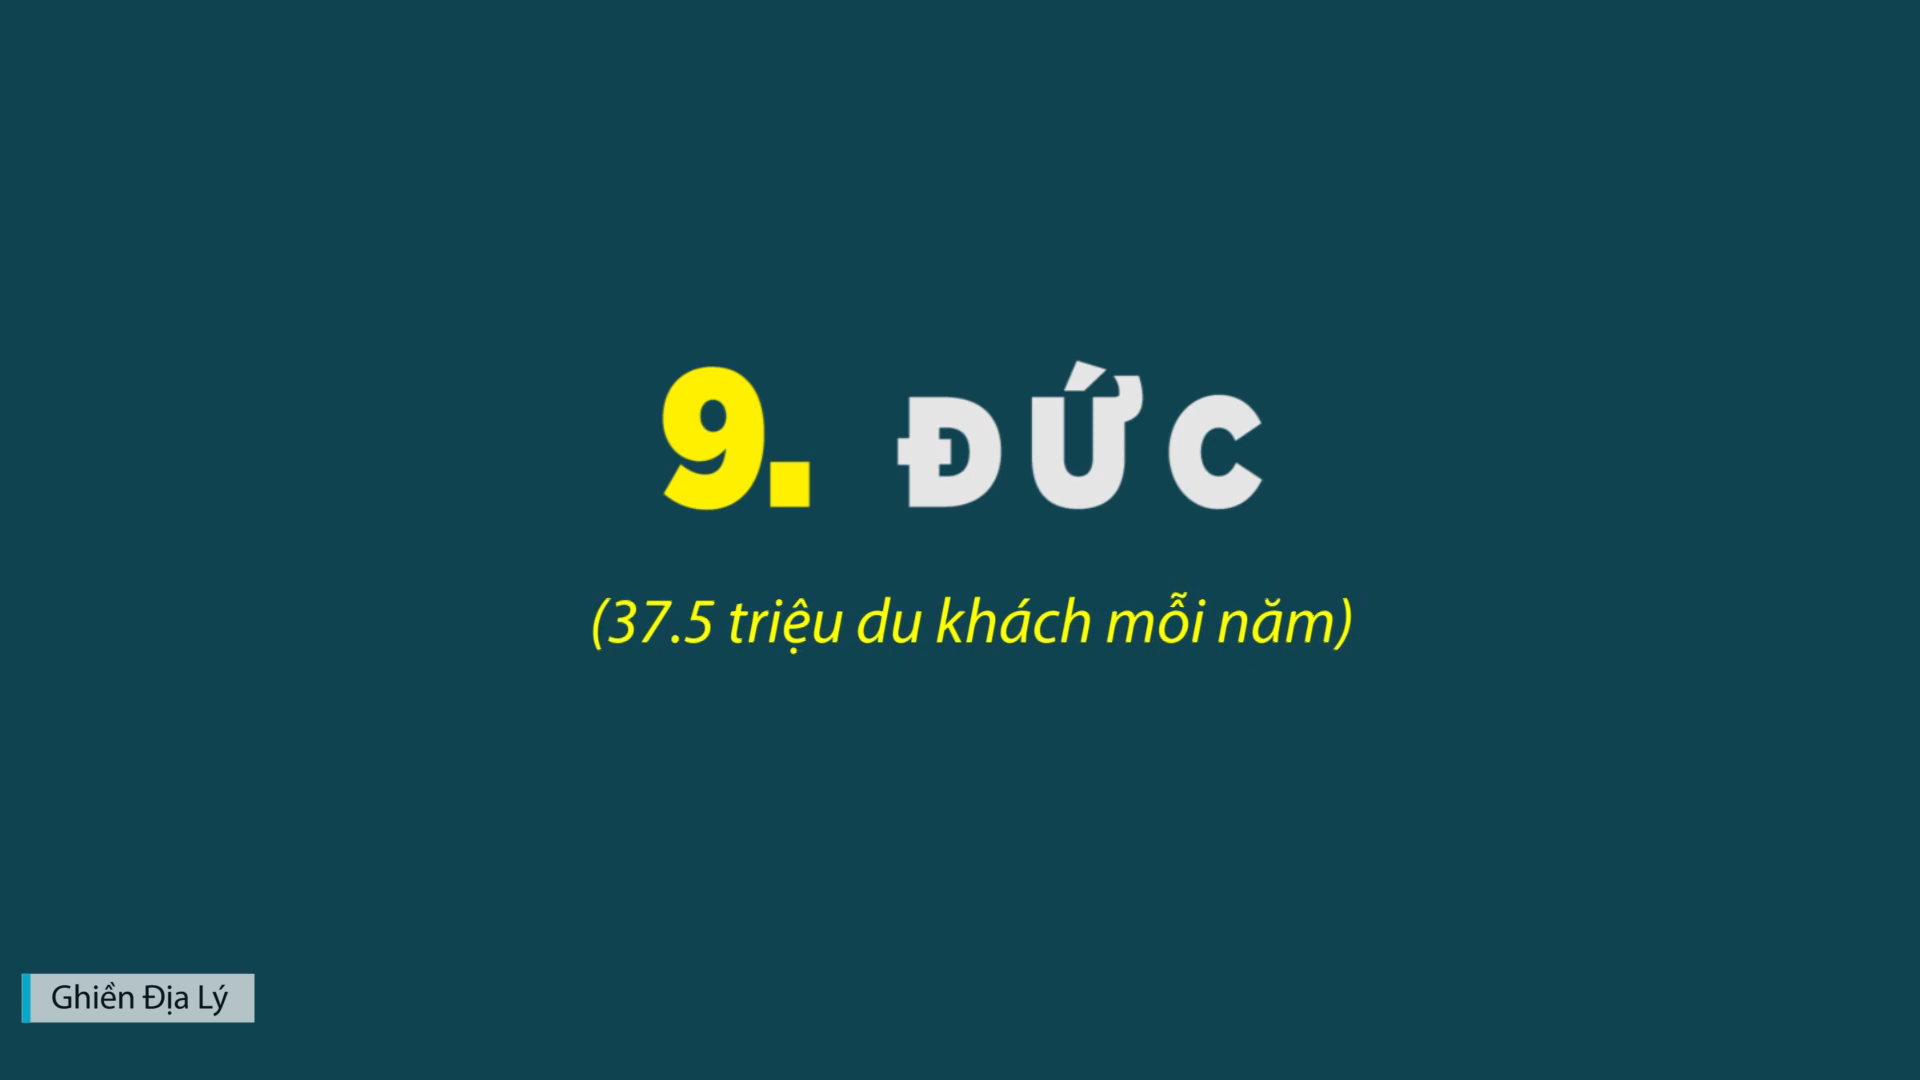 9. ĐỨC
(37.5 triệu du khách mỗi năm)
Ghiền Địa Lý